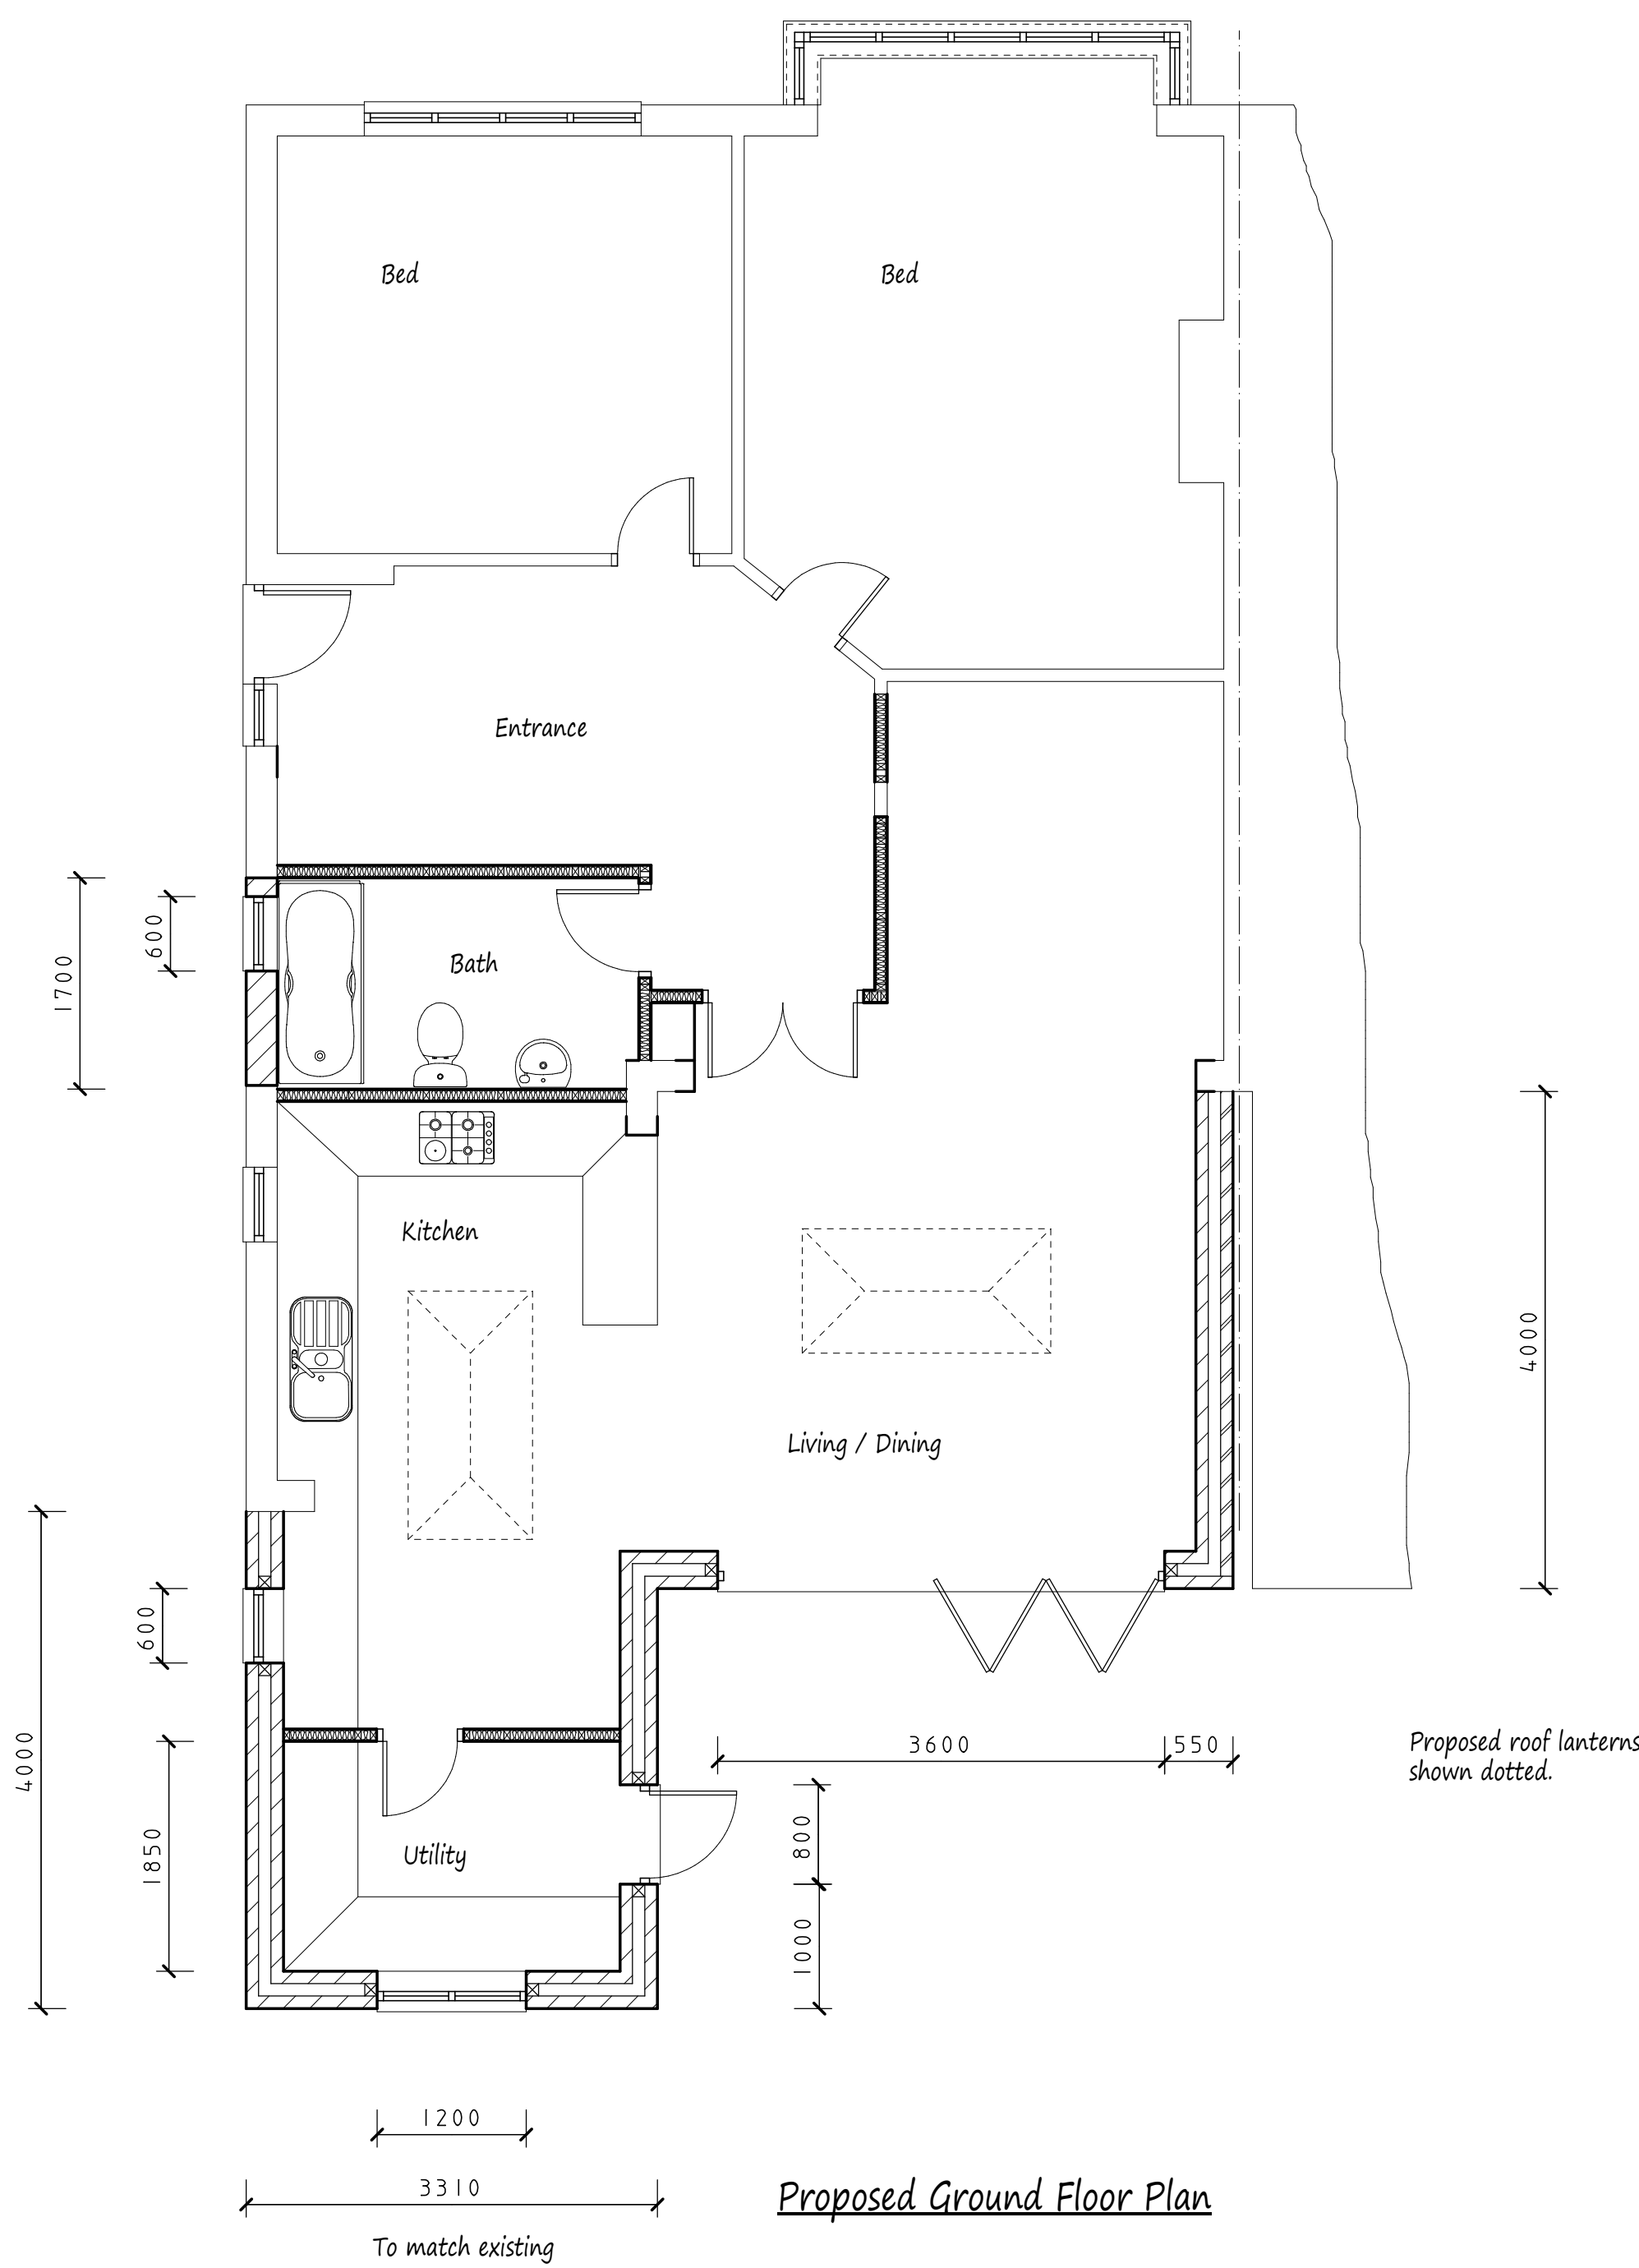 Bed
Bed
Entrance
600
1700
Bath
Kitchen
4000
Living / Dining
600
4000
3600
550
Proposed roof lanterns
shown dotted.
1850
800
Utility
1000
1200
3310
Proposed Ground Floor Plan
To match existing